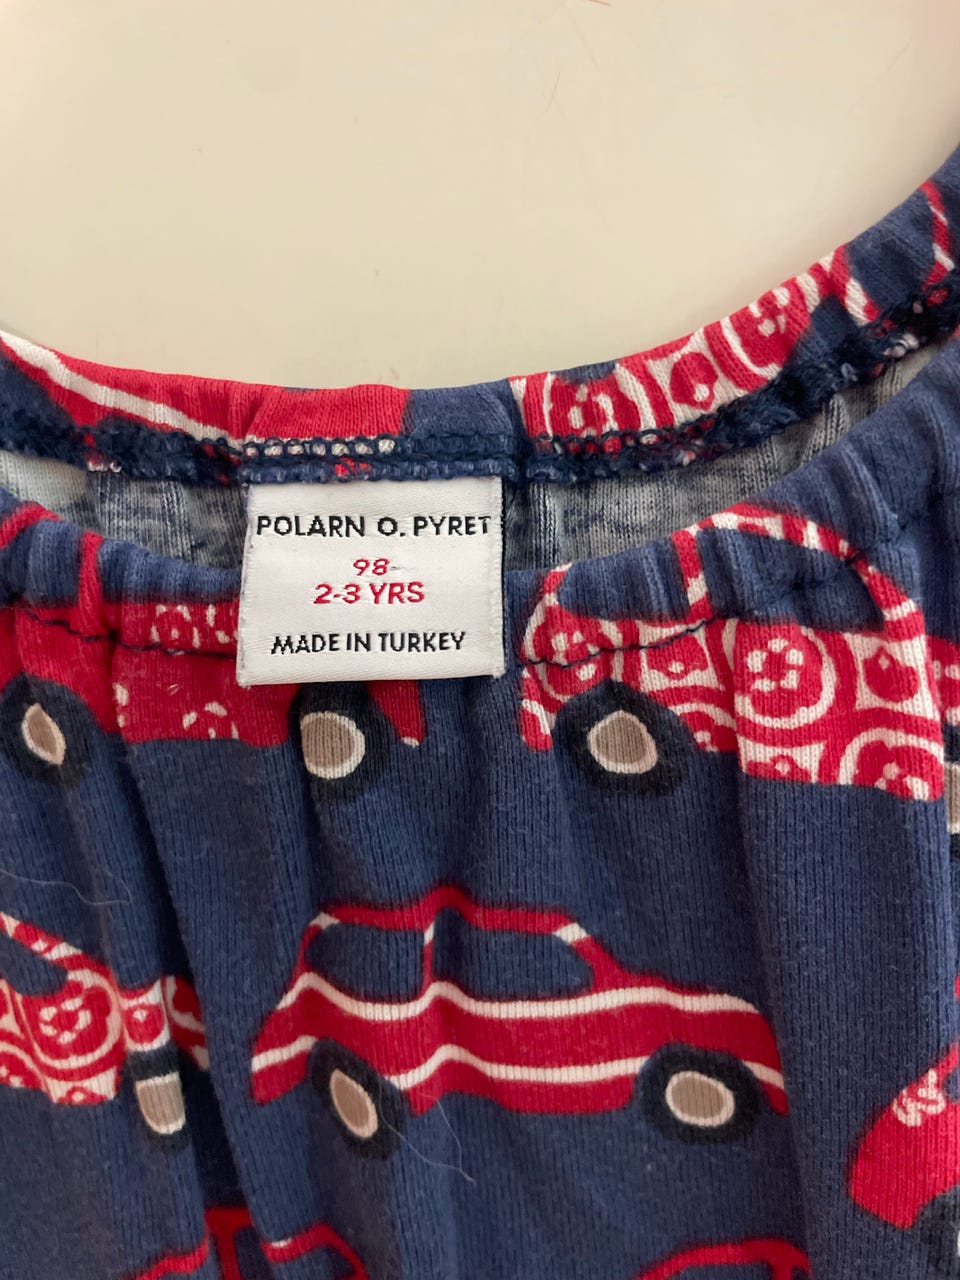 POLARN O. PYRET
98
2-3 YRS
MADE IN TURKEY